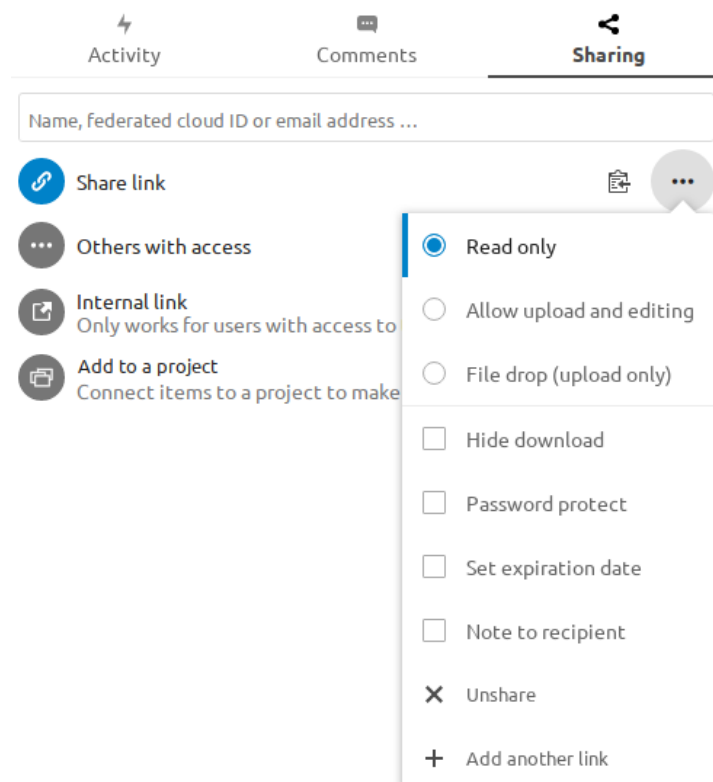 Activity
Comments
Sharing
Name, federated cloud ID or email address ...
Share link
Others with access
Internal link
Only works for users with access to
Add to a project
Connect items to a project to make
Read only
Allow upload and editing
File drop (upload only)
Hide download
Password protect
Set expiration date
Note to recipient
Unshare
Add another link